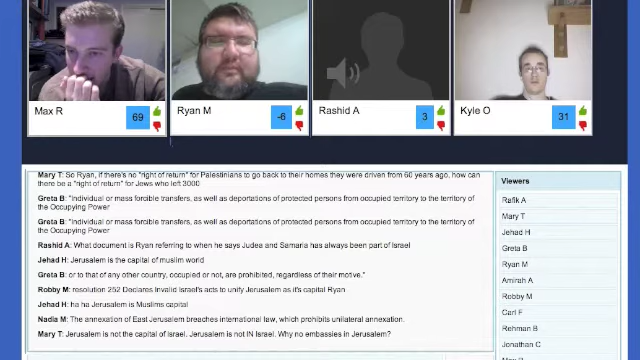 Max R
69
Ryan M
-6
Rashid A
3
Kyle O
31
Mary T: So Ryan, if there's no "right of return" for Palestinians to go back to their homes they were driven from 60 years ago, how can
there be a "right of return" for Jews who left 3000
Greta B: "Individual or mass forcible transfers, as well as deportations of protected persons from occupied territory to the territory of
the Occupying Power
Greta B: "Individual or mass forcible transfers, as well as deportations of protected persons from occupied territory to the territory of
the Occupying Power
Rashid A: What document is Ryan referring to when he says Judea and Samaria has always been part of Israel
Jehad H: Jerusalem is the capital of muslim world
Greta B: or to that of any other country, occupied or not, are prohibited, regardless of their motive."
Robby M: resolution 252 Declares Invalid Israel's acts to unify Jerusalem as it's capital Ryan
Jehad H: ha ha Jerusalem is Muslims capital
Nadia M: The annexation of East Jerusalem breaches international law, which prohibits unilateral annexation.
Mary T: Jerusalem is not the capital of Israel. Jerusalem is not IN Israel. Why no embassies in Jerusalem?
Viewers
Rafik A
Mary T
Jehad H
Greta B
Ryan M
Amirah A
Robby M
Carl F
Rehman B
Jonathan C